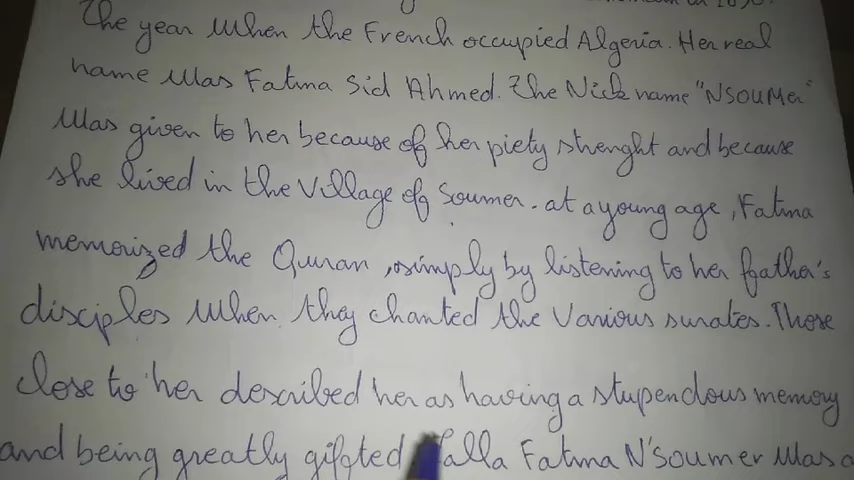 The year when the French occupied Algeria. Her real
name was Fatma Sid Ahmed. The Nick name "NSOUMer"
was given to her because of her piety strenght and because
she lived in the village of Soumer. at a young age, Fatma
memorized the Quran, simply by listening to her father's
disciples when they chanted the various surates. Those
close to her described her as having a stupendous memory
and being greatly gifted lalla Fatma N'soumer was a